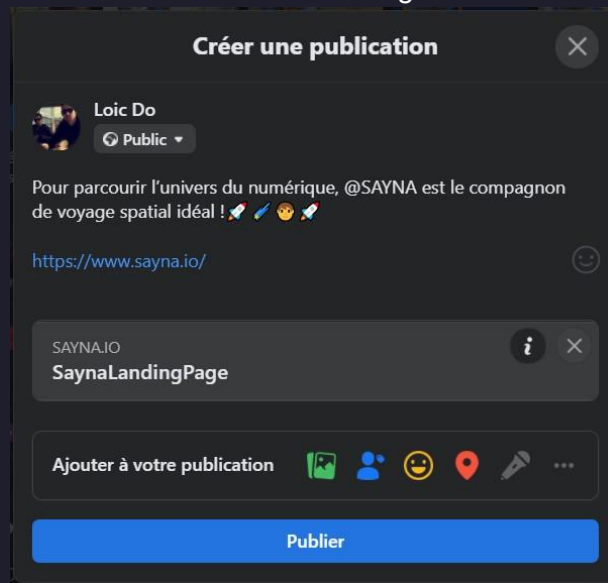 Créer une publication
Loic Do
Public
Pour parcourir l’univers du numérique, @SAYNA est le compagnon
de voyage spatial idéal !🚀 ☄️ 🧑 🚀
https://www.sayna.io/
SAYNA.IO
SaynaLandingPage
Ajouter à votre publication
Publier